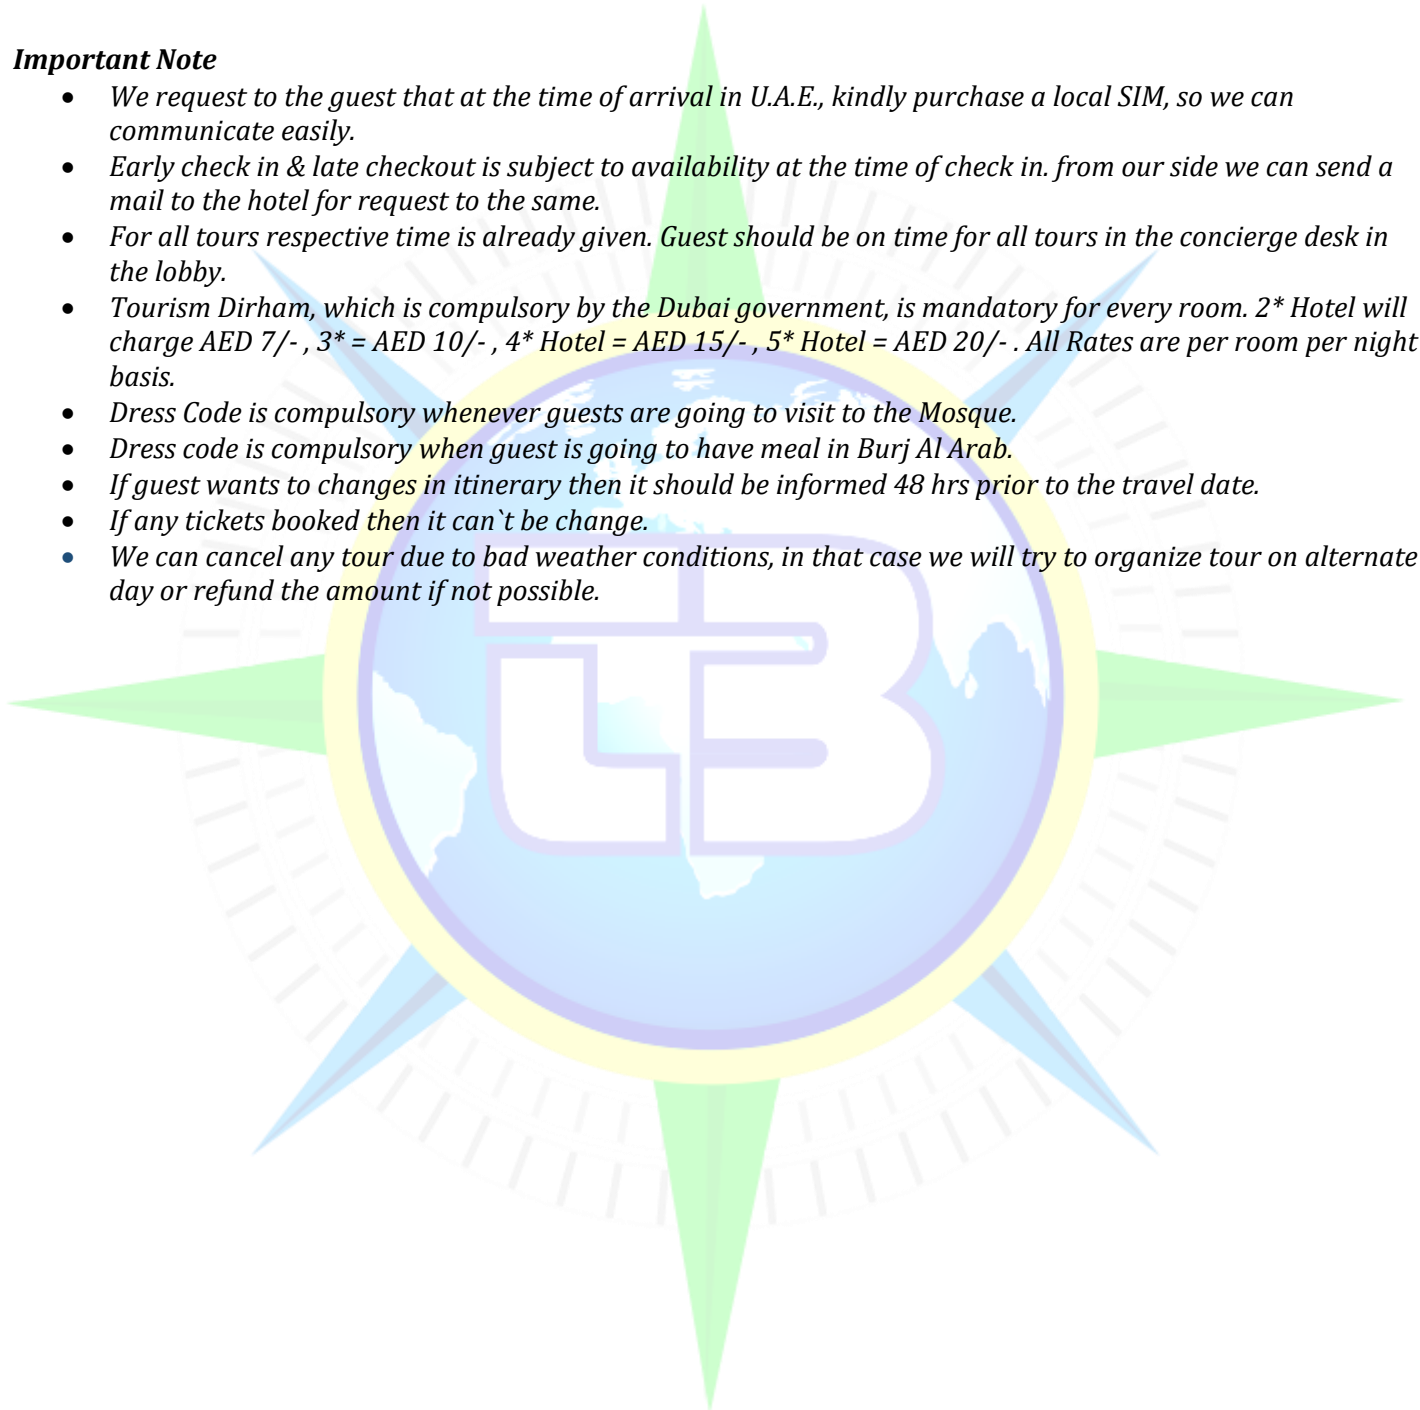 Important Note
• We request to the guest that at the time of arrival in U.A.E., kindly purchase a local SIM, so we can
communicate easily.
• Early check in & late checkout is subject to availability at the time of check in. from our side we can send a
mail to the hotel for request to the same.
• For all tours respective time is already given. Guest should be on time for all tours in the concierge desk in
the lobby.
• Tourism Dirham, which is compulsory by the Dubai government, is mandatory for every room. 2* Hotel will
charge AED 7/- , 3* = AED 10/- , 4* Hotel = AED 15/- , 5* Hotel = AED 20/- . All Rates are per room per night
basis.
• Dress Code is compulsory whenever guests are going to visit to the Mosque.
• Dress code is compulsory when guest is going to have meal in Burj Al Arab.
• If guest wants to changes in itinerary then it should be informed 48 hrs prior to the travel date.
• If any tickets booked then it can`t be change.
• We can cancel any tour due to bad weather conditions, in that case we will try to organize tour on alternate
day or refund the amount if not possible.